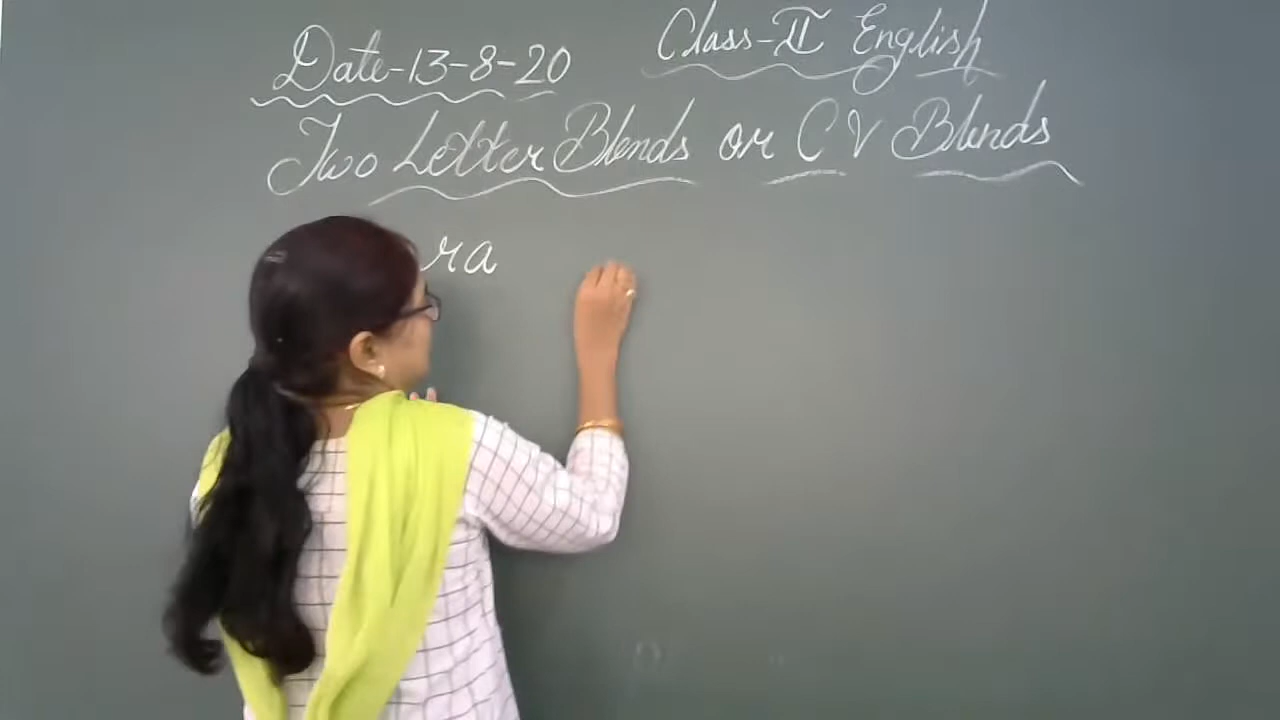 Date-13-8-20 Class-II English
Two Letter Blends or CV Blends
ra